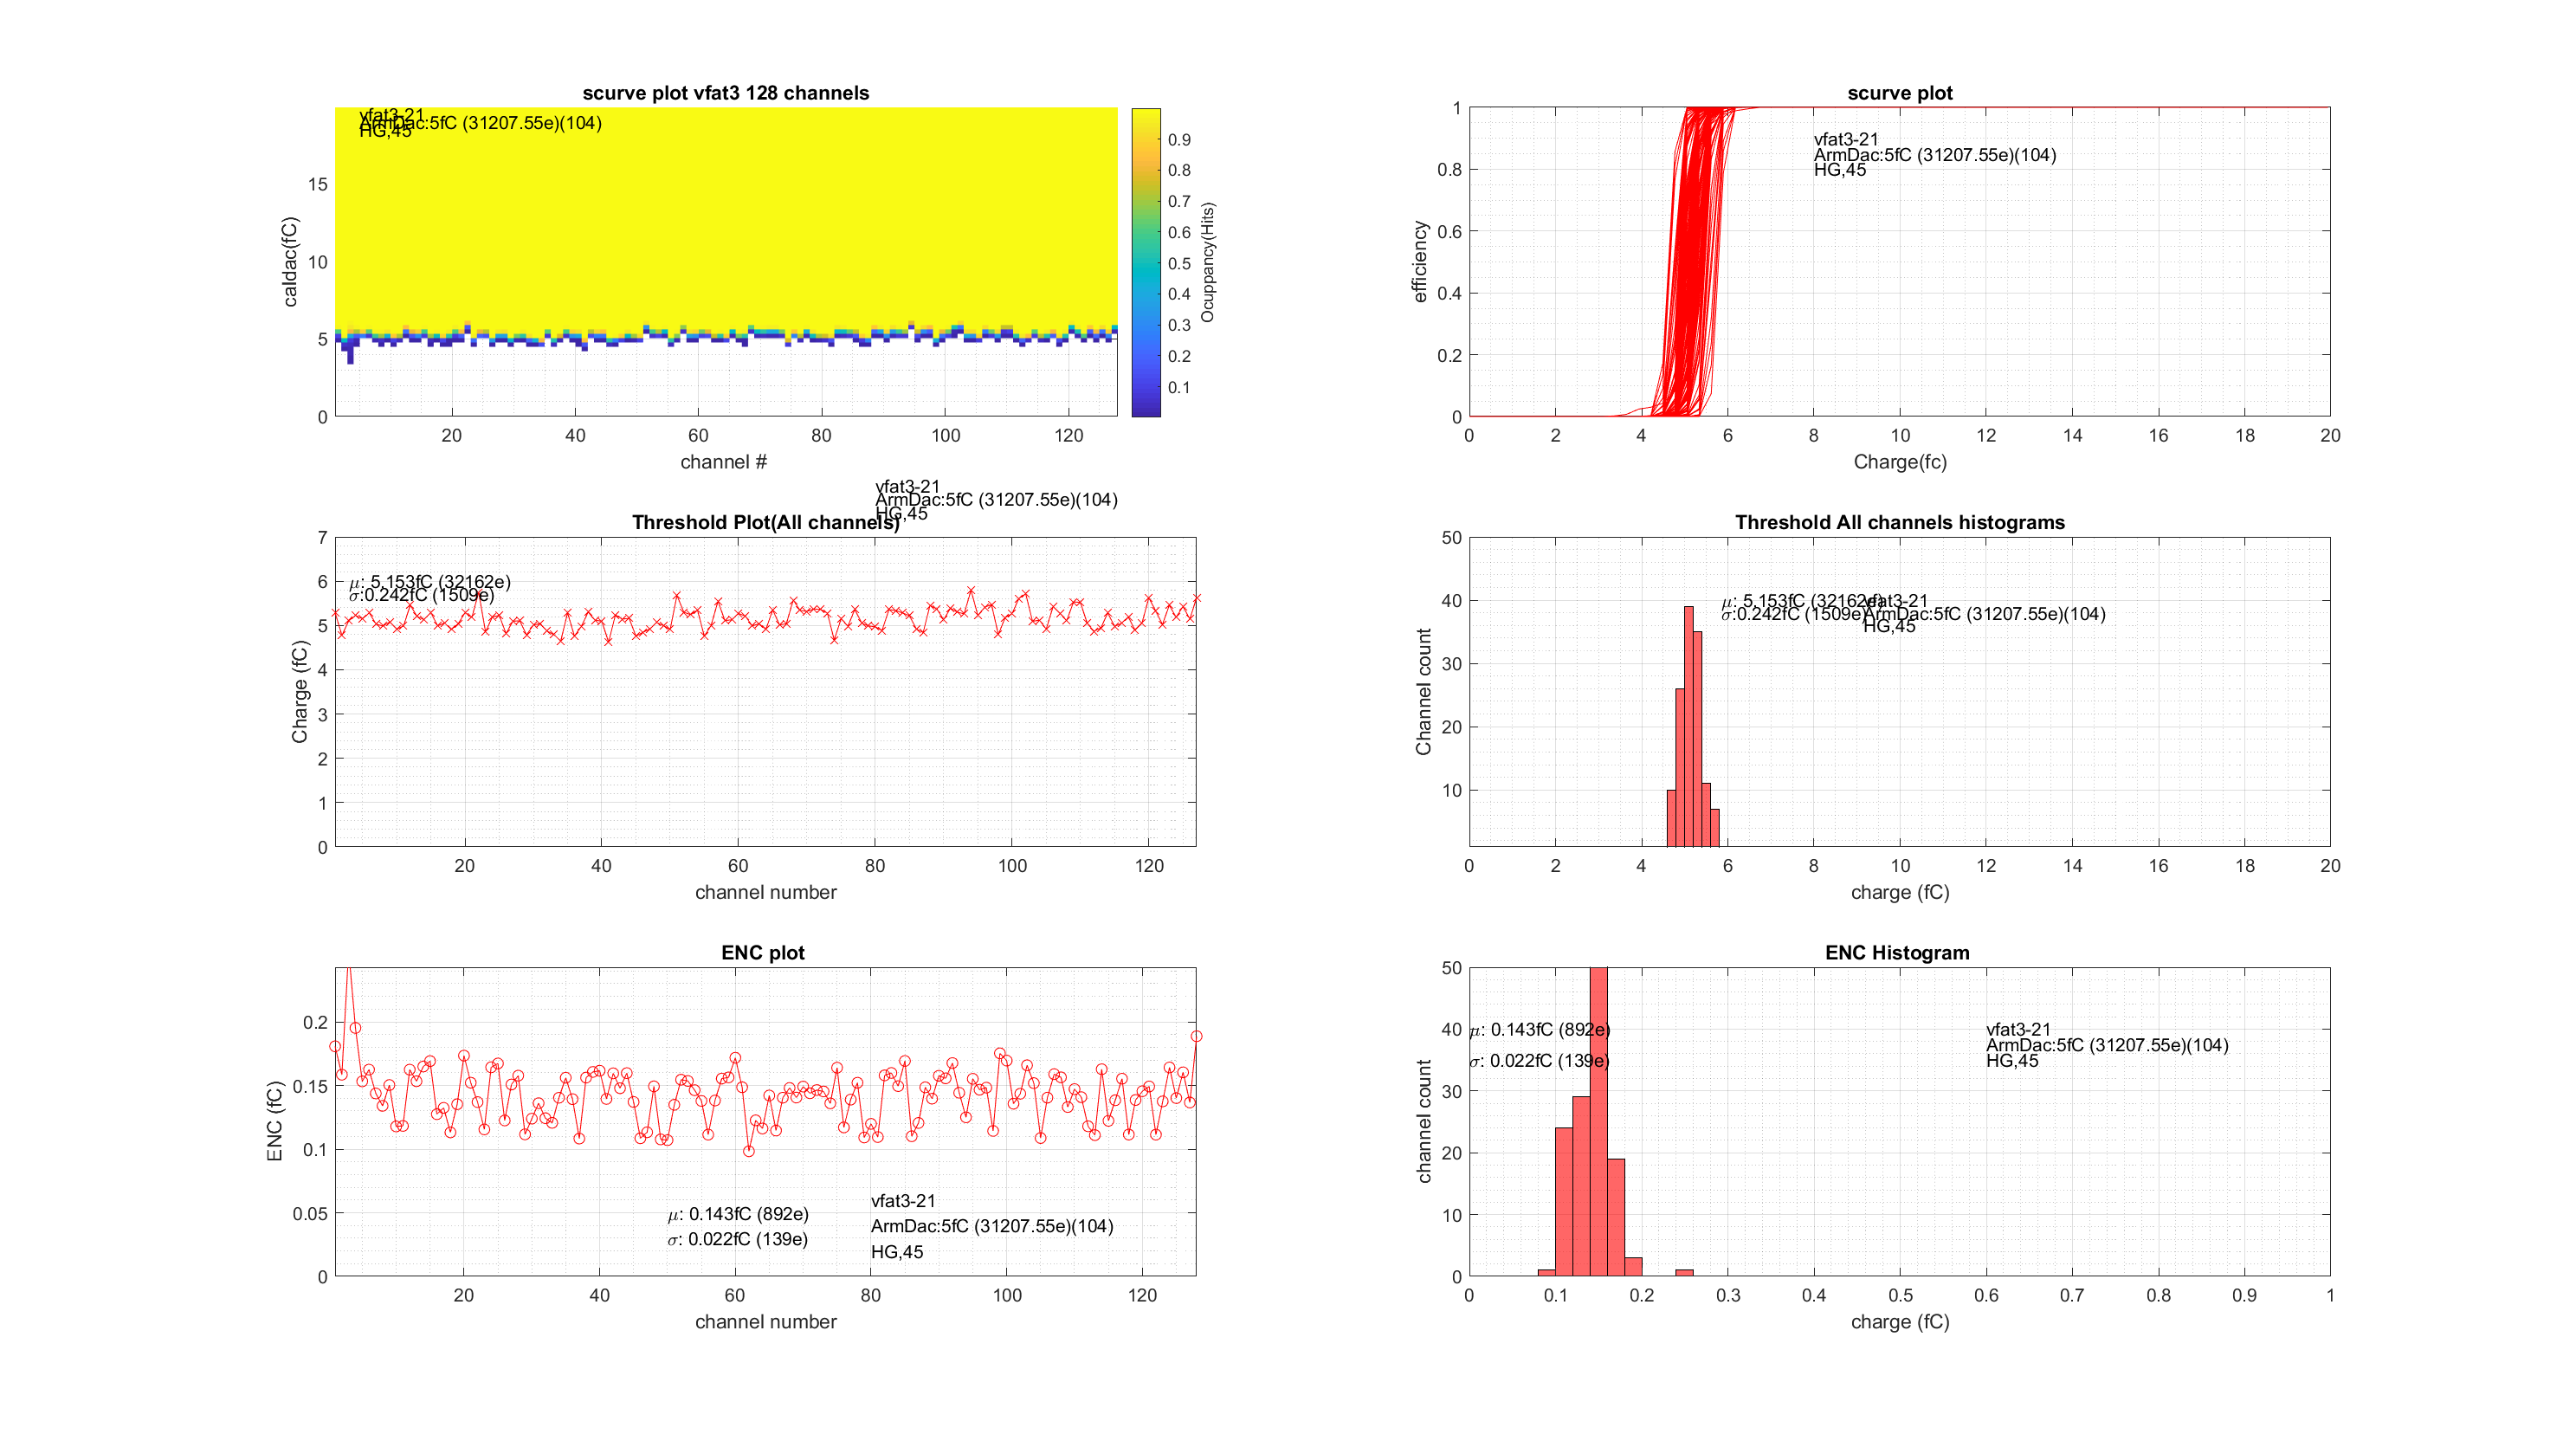 scurve plot vfat3 128 channels
vfat3-21
ArmDac:5fC (31207.55e)(104)
HG,45
caldac(fC)
15
10
5
0
20 40 60 80 100 120
channel #
0.9
0.8
0.7
0.6
0.5
0.4
0.3
0.2
0.1
Ocuppancy(Hits)
scurve plot
vfat3-21
ArmDac:5fC (31207.55e)(104)
HG,45
efficiency
1
0.8
0.6
0.4
0.2
0
0 2 4 6 8 10 12 14 16 18 20
Charge(fc)
vfat3-21
ArmDac:5fC (31207.55e)(104)
HG,45
Threshold Plot(All channels)
μ: 5.153fC (32162e)
σ:0.242fC (1509e)
Charge (fC)
7
6
5
4
3
2
1
0
20 40 60 80 100 120
channel number
Threshold All channels histograms
μ: 5.153fC (32162e)
σ:0.242fC (1509e)
vfat3-21
ArmDac:5fC (31207.55e)(104)
HG,45
Channel count
50
40
30
20
10
0 2 4 6 8 10 12 14 16 18 20
charge (fC)
ENC plot
ENC (fC)
0.2
0.15
0.1
0.05
0
μ: 0.143fC (892e)
σ: 0.022fC (139e)
vfat3-21
ArmDac:5fC (31207.55e)(104)
HG,45
20 40 60 80 100 120
channel number
ENC Histogram
μ: 0.143fC (892e)
σ: 0.022fC (139e)
vfat3-21
ArmDac:5fC (31207.55e)(104)
HG,45
channel count
50
40
30
20
10
0
0 0.1 0.2 0.3 0.4 0.5 0.6 0.7 0.8 0.9 1
charge (fC)